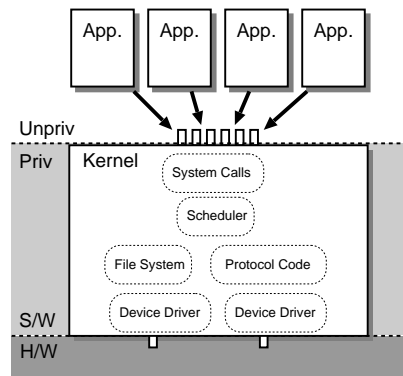 App. App. App. App.
Unpriv
Priv Kernel
System Calls
Scheduler
File System Protocol Code
Device Driver Device Driver
S/W
H/W